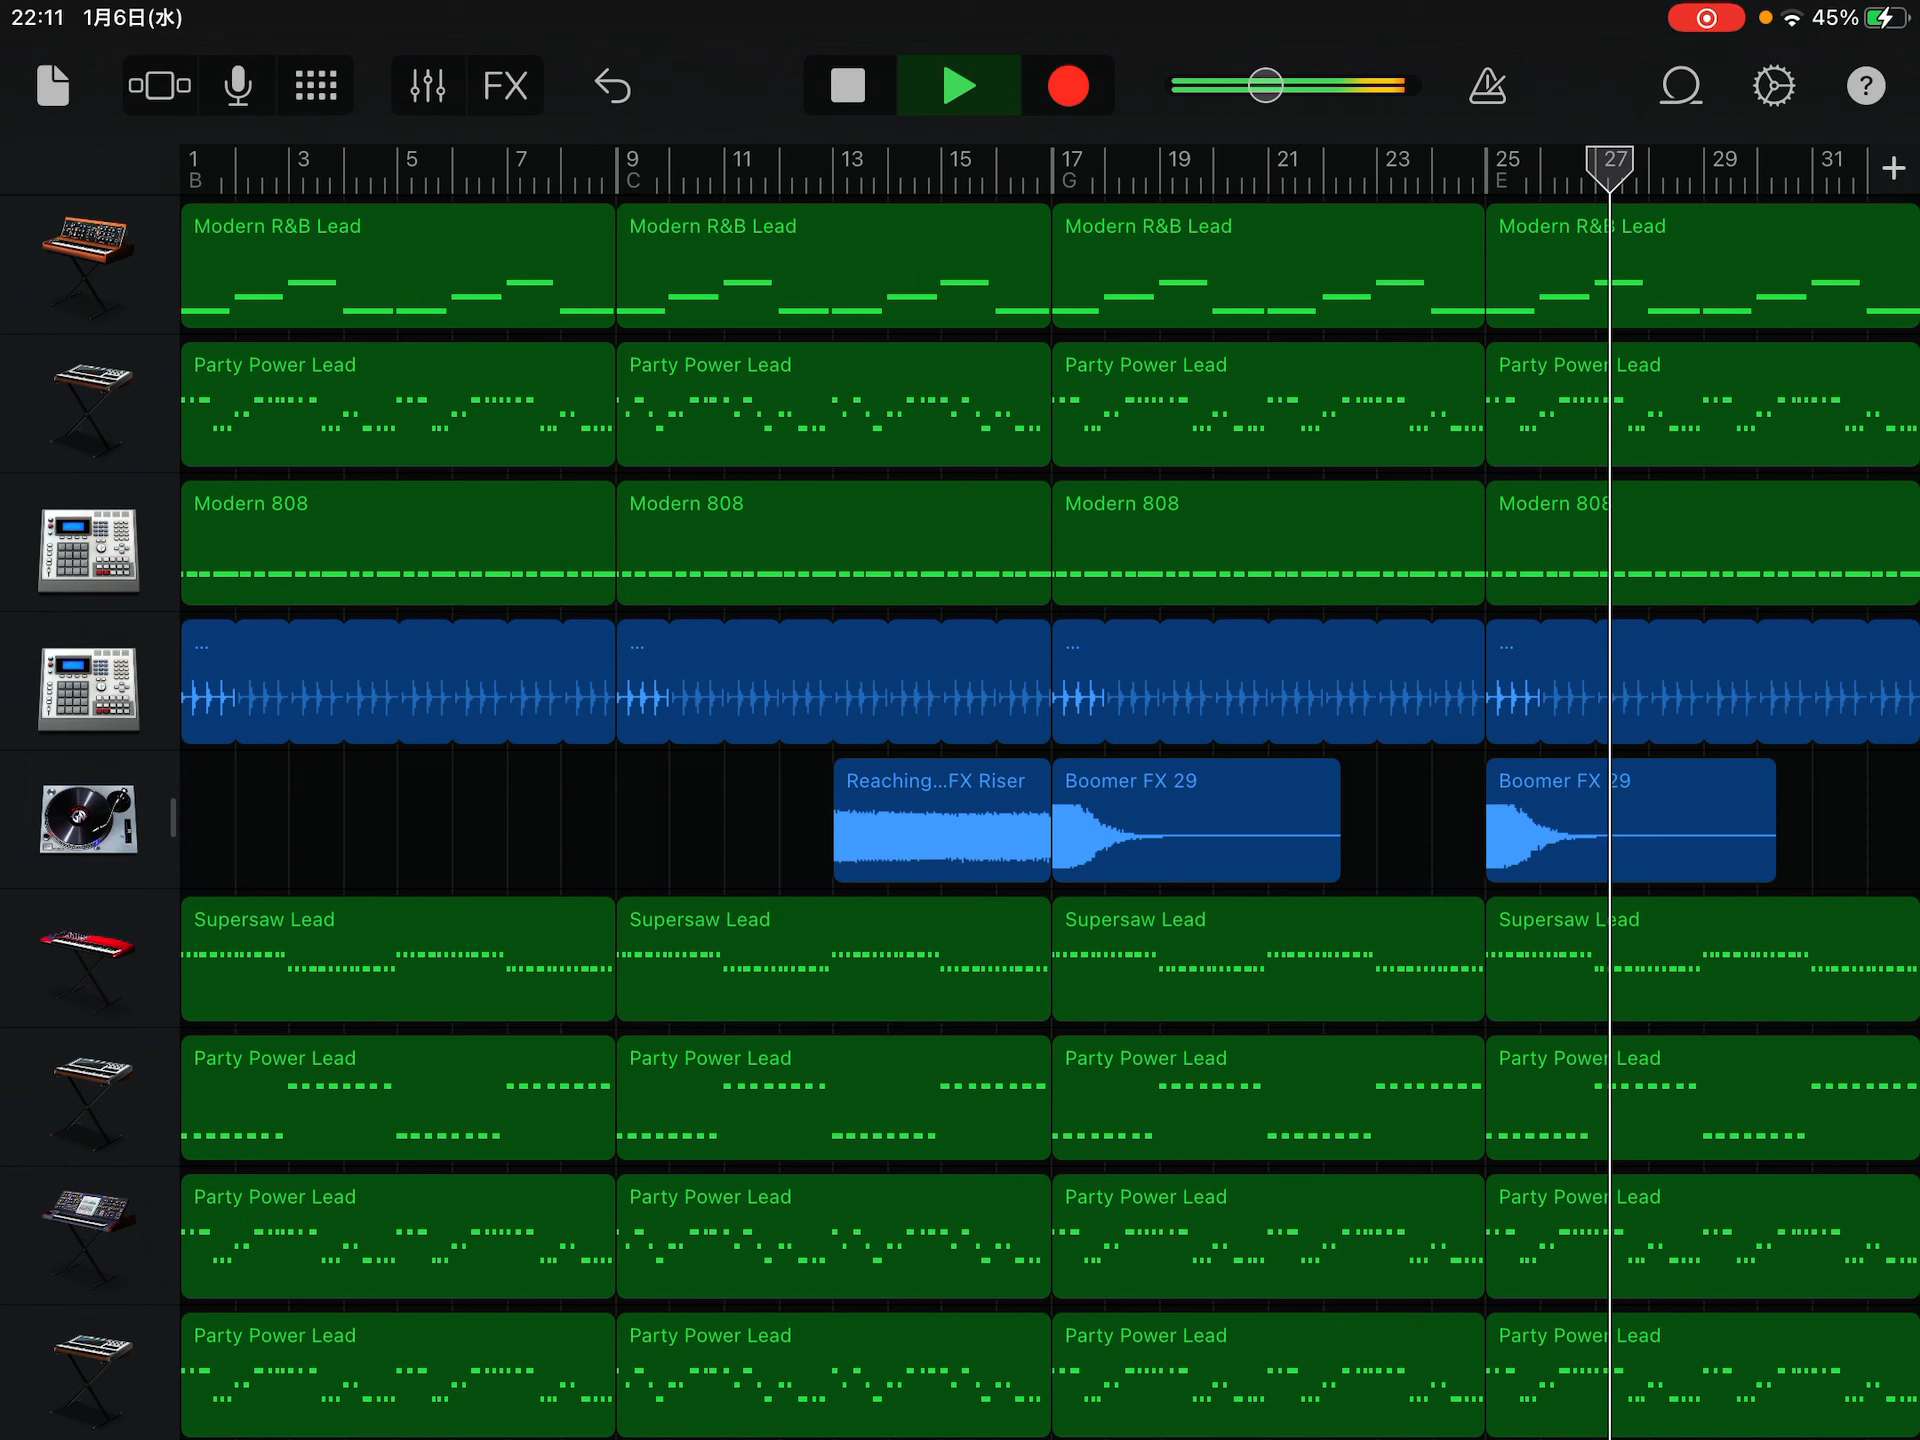 22:11 1月6日(水) 45%
FX ?
1 3 5 7 9 11 13 15 17 19 21 23 25 27 29 31 +
B C G E
Modern R&B Lead Modern R&B Lead Modern R&B Lead Modern R&B Lead
Party Power Lead Party Power Lead Party Power Lead Party Power Lead
Modern 808 Modern 808 Modern 808 Modern 808
... ... ... ...
Reaching...FX Riser Boomer FX 29 Boomer FX 29
Supersaw Lead Supersaw Lead Supersaw Lead Supersaw Lead
Party Power Lead Party Power Lead Party Power Lead Party Power Lead
Party Power Lead Party Power Lead Party Power Lead Party Power Lead
Party Power Lead Party Power Lead Party Power Lead Party Power Lead